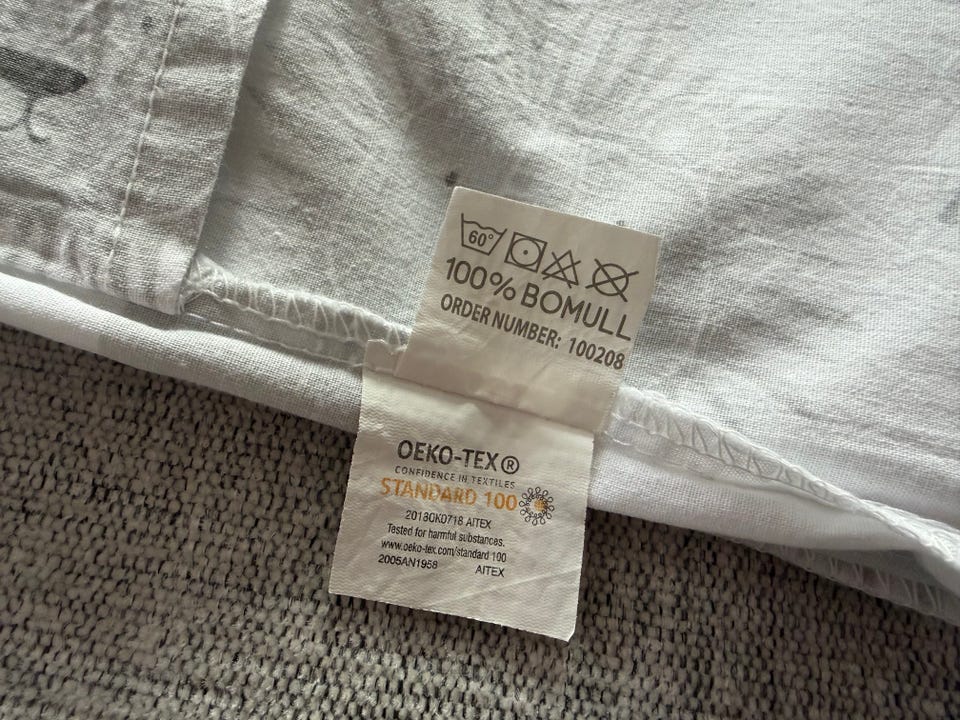 60°
100% BOMULL
ORDER NUMBER: 100208
OEKO-TEX®
CONFIDENCE IN TEXTILES
STANDARD 100
2018OK0718 AITEX
Tested for harmful substances.
www.oeko-tex.com/standard 100
2005AN1958 AITEX